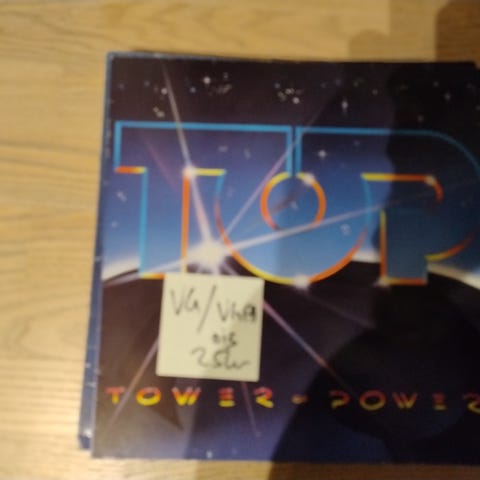 TOP
VG/VG+
25kr
TOWER - POWER